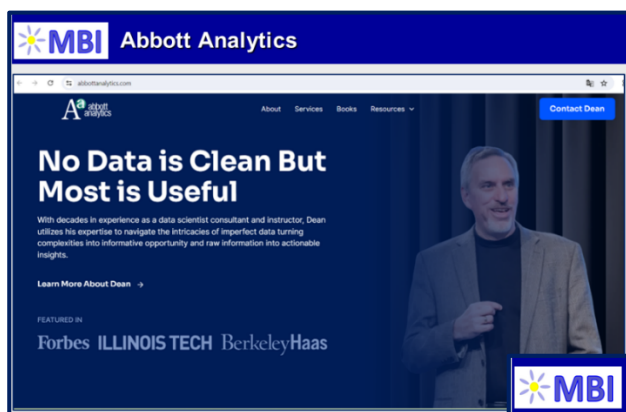 MBI Abbott Analytics
abbottanalytics.com
Aa abbott analytics About Services Books Resources Contact Dean
No Data is Clean But
Most is Useful
With decades in experience as a data scientist consultant and instructor, Dean
utilizes his expertise to navigate the intricacies of imperfect data turning
complexities into informative opportunity and raw information into actionable
insights.
Learn More About Dean →
FEATURED IN
Forbes ILLINOIS TECH BerkeleyHaas
MBI